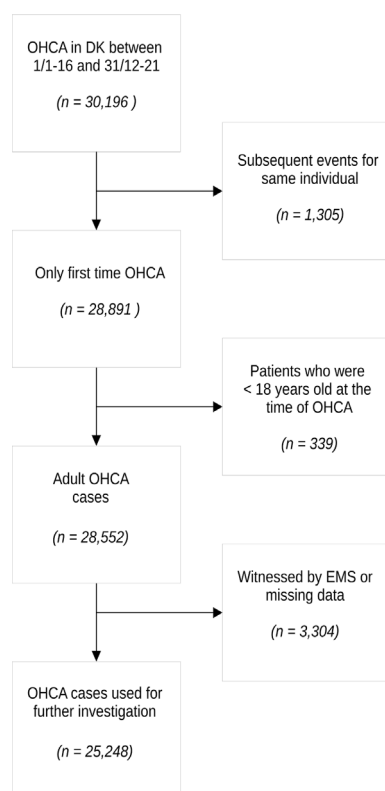 OHCA in DK between
1/1-16 and 31/12-21
(n = 30,196 )
Subsequent events for
same individual
(n = 1,305)
Only first time OHCA
(n = 28,891 )
Patients who were
< 18 years old at the
time of OHCA
(n = 339)
Adult OHCA
cases
(n = 28,552)
Witnessed by EMS or
missing data
(n = 3,304)
OHCA cases used for
further investigation
(n = 25,248)